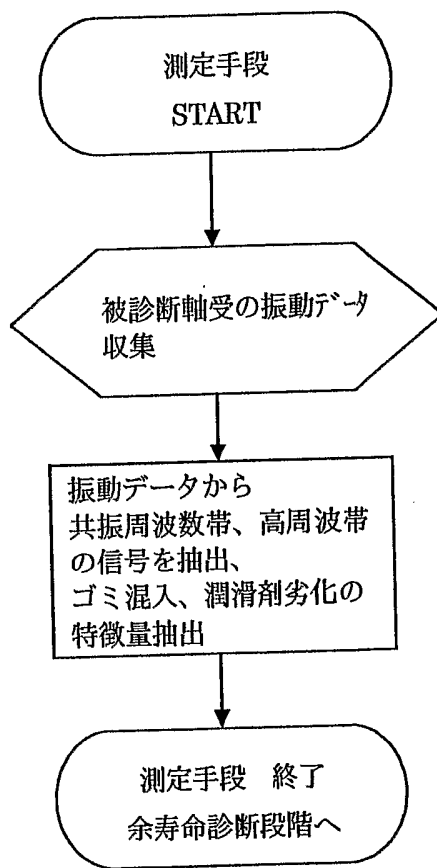 測定手段
START
被診断軸受の振動データ
収集
振動データから
共振周波数帯、高周波帯
の信号を抽出、
ゴミ混入、潤滑剤劣化の
特徴量抽出
測定手段　終了
余寿命診断段階へ